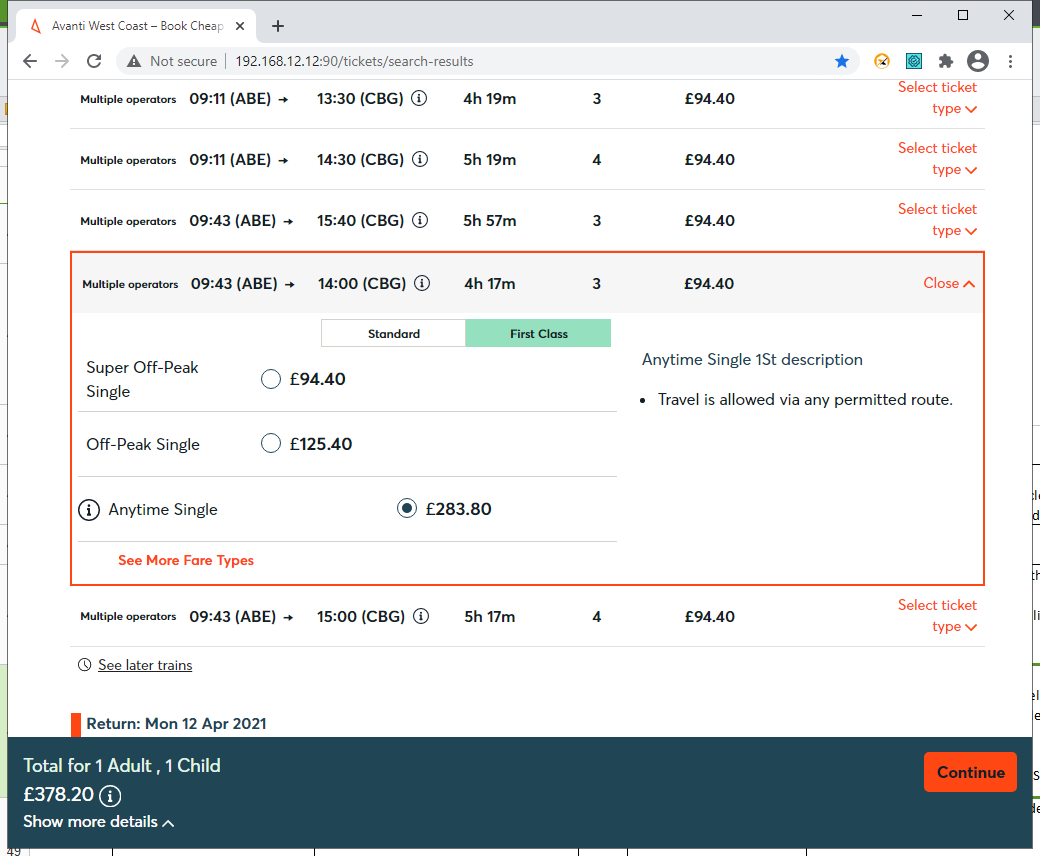 Avanti West Coast – Book Cheap
Not secure 192.168.12.12:90/tickets/search-results
Multiple operators 09:11 (ABE) → 13:30 (CBG) 4h 19m 3 £94.40 Select ticket type
Multiple operators 09:11 (ABE) → 14:30 (CBG) 5h 19m 4 £94.40 Select ticket type
Multiple operators 09:43 (ABE) → 15:40 (CBG) 5h 57m 3 £94.40 Select ticket type
Multiple operators 09:43 (ABE) → 14:00 (CBG) 4h 17m 3 £94.40 Close
Standard First Class
Super Off-Peak
Single
£94.40
Off-Peak Single £125.40
Anytime Single £283.80
See More Fare Types
Anytime Single 1St description
• Travel is allowed via any permitted route.
Multiple operators 09:43 (ABE) → 15:00 (CBG) 5h 17m 4 £94.40 Select ticket type
See later trains
Return: Mon 12 Apr 2021
Total for 1 Adult , 1 Child
£378.20
Show more details
Continue
49